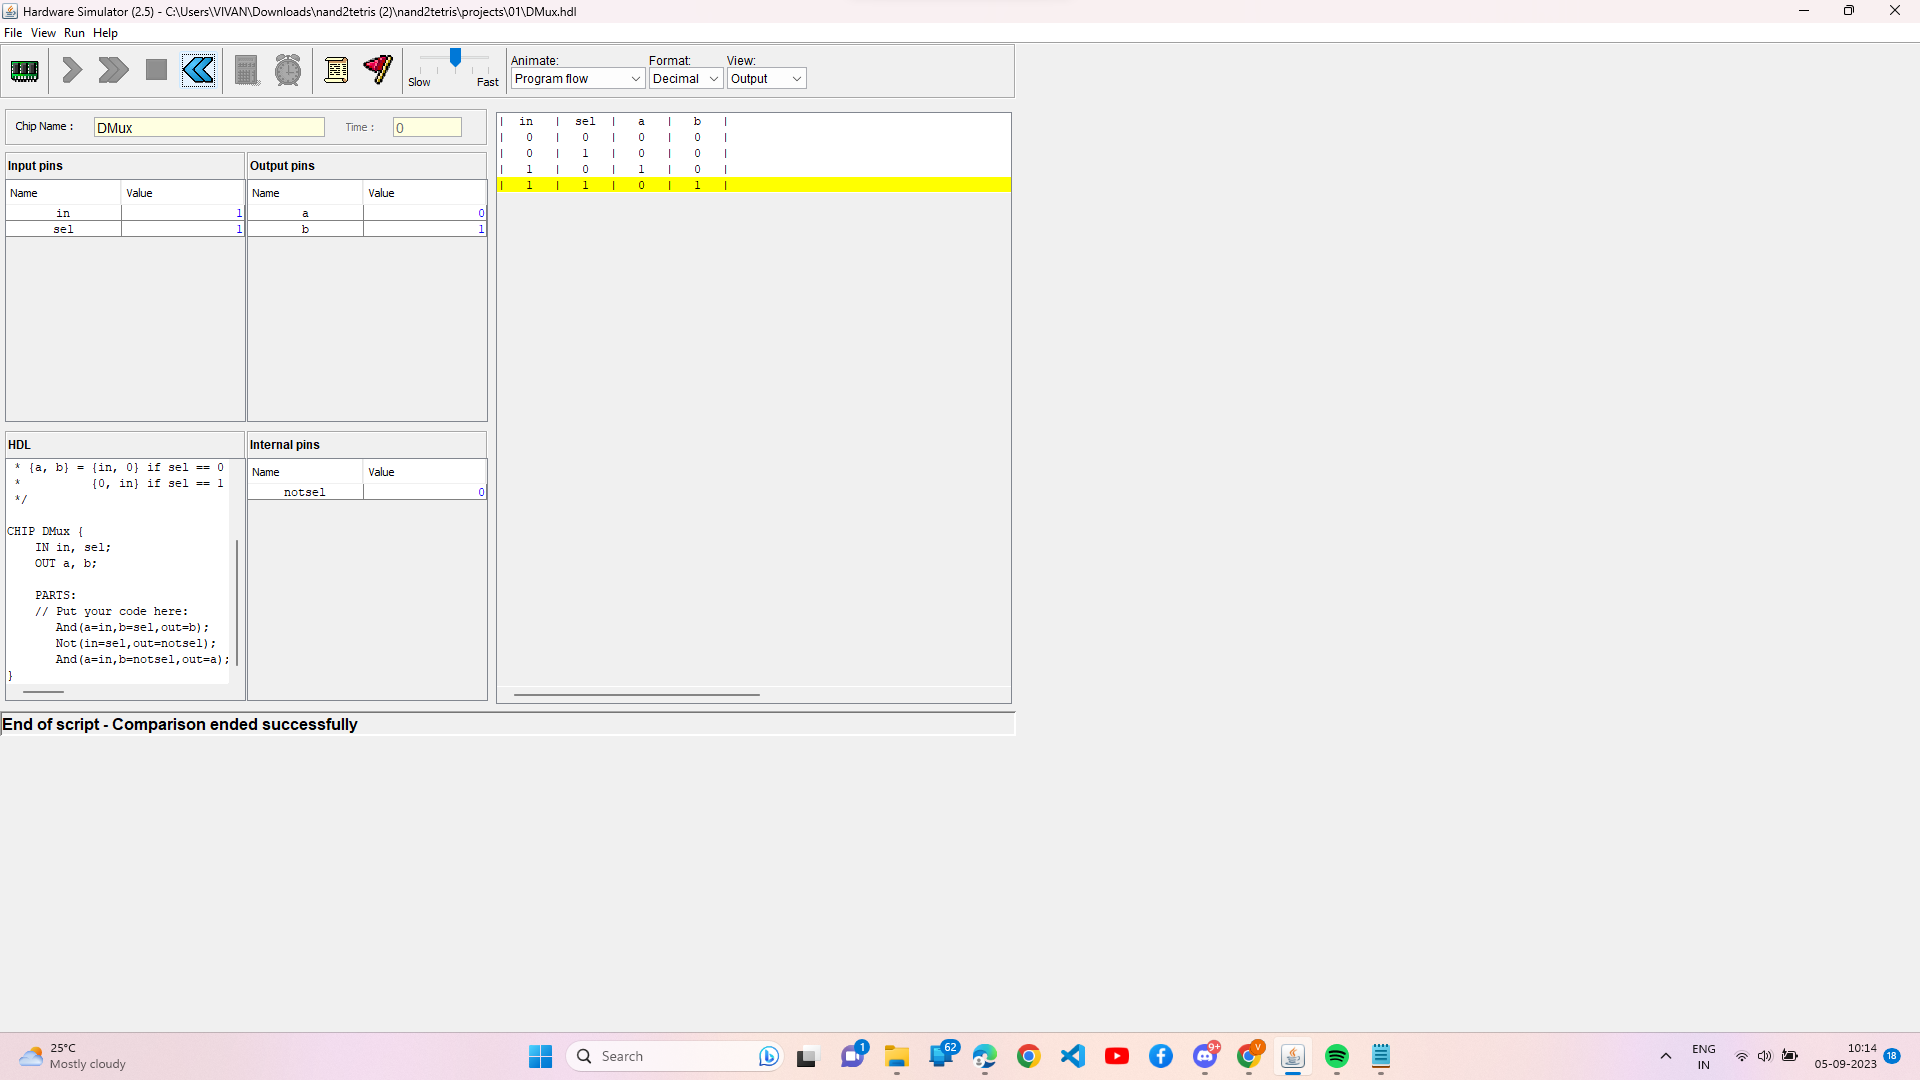 Hardware Simulator (2.5) - C:\Users\VIVAN\Downloads\nand2tetris (2)\nand2tetris\projects\01\DMux.hdl
File View Run Help
Slow Fast
Animate:
Program flow
Format:
Decimal
View:
Output
Chip Name : DMux Time : 0
Input pins
Name Value
in 1
sel 1
Output pins
Name Value
a 0
b 1
HDL
* {a, b} = {in, 0} if sel == 0
* {0, in} if sel == 1
*/
CHIP DMux {
IN in, sel;
OUT a, b;
PARTS:
// Put your code here:
And(a=in,b=sel,out=b);
Not(in=sel,out=notsel);
And(a=in,b=notsel,out=a);
}
Internal pins
Name Value
notsel 0
| in | sel | a | b |
| 0 | 0 | 0 | 0 |
| 0 | 1 | 0 | 0 |
| 1 | 0 | 1 | 0 |
| 1 | 1 | 0 | 1 |
End of script - Comparison ended successfully
25°C
Mostly cloudy
Search
1
62
9+
V
ENG
IN
10:14
05-09-2023
18